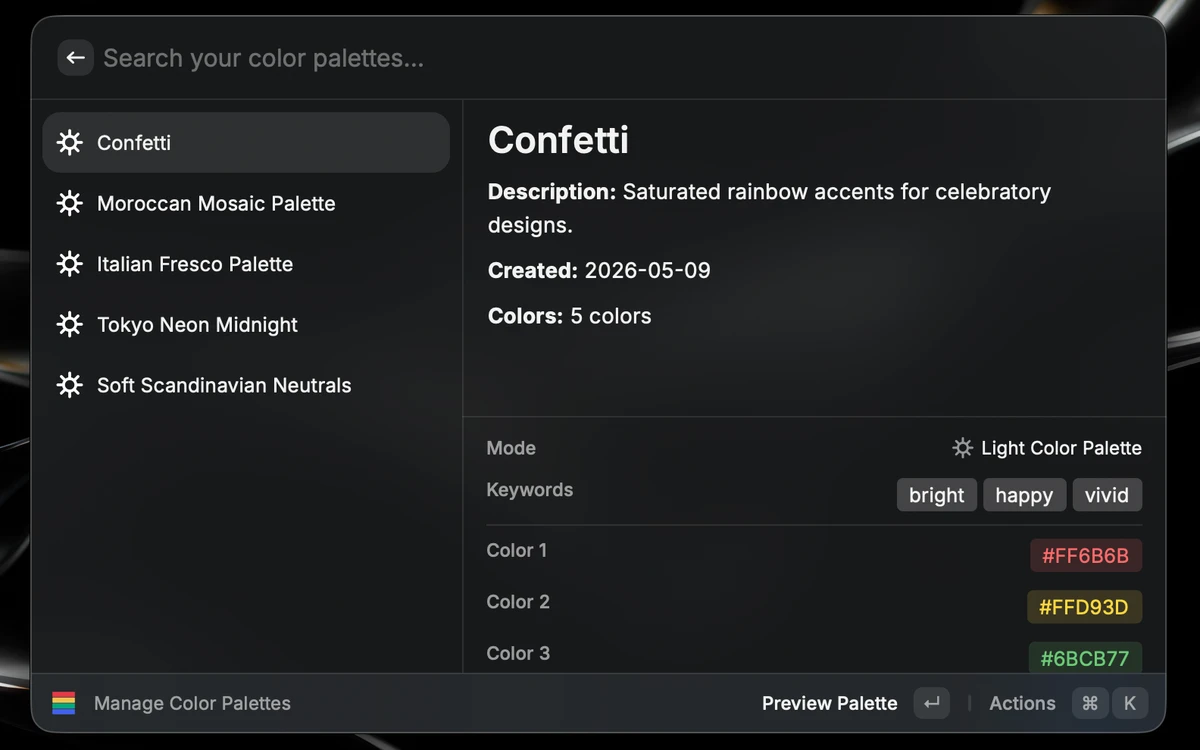 Search your color palettes...
Confetti
Moroccan Mosaic Palette
Italian Fresco Palette
Tokyo Neon Midnight
Soft Scandinavian Neutrals
Confetti
Description: Saturated rainbow accents for celebratory
designs.
Created: 2026-05-09
Colors: 5 colors
Mode Light Color Palette
Keywords bright happy vivid
Color 1 #FF6B6B
Color 2 #FFD93D
Color 3 #6BCB77
Manage Color Palettes Preview Palette ↵ | Actions ⌘ K